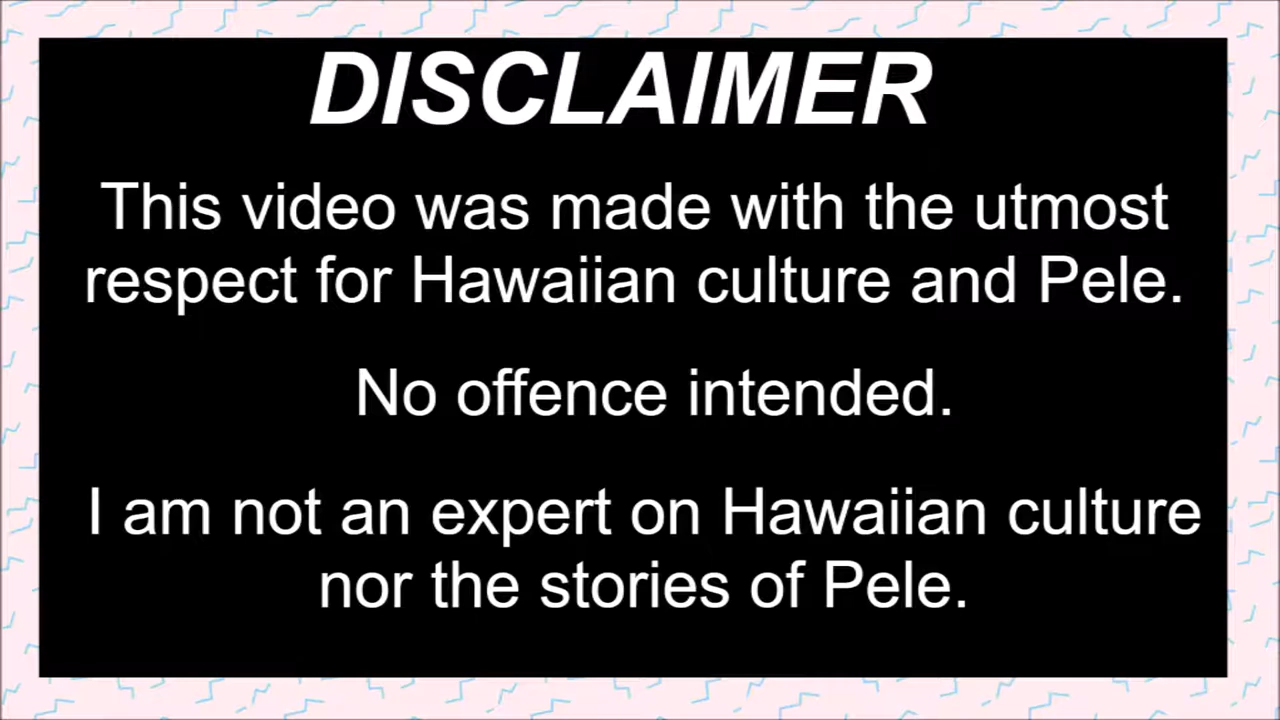 DISCLAIMER
This video was made with the utmost
respect for Hawaiian culture and Pele.
No offence intended.
I am not an expert on Hawaiian culture
nor the stories of Pele.